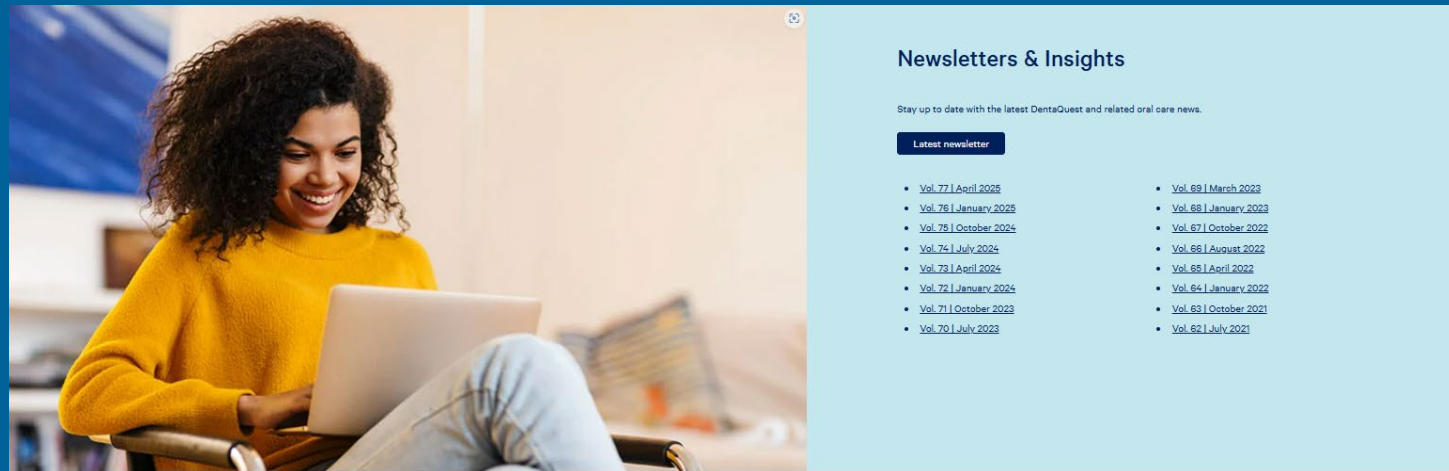 Newsletters & Insights
Stay up to date with the latest DentaQuest and related oral care news.
Latest newsletter
Vol. 77 | April 2025
Vol. 76 | January 2025
Vol. 75 | October 2024
Vol. 74 | July 2024
Vol. 73 | April 2024
Vol. 72 | January 2024
Vol. 71 | October 2023
Vol. 70 | July 2023
Vol. 69 | March 2023
Vol. 68 | January 2023
Vol. 67 | October 2022
Vol. 66 | August 2022
Vol. 65 | April 2022
Vol. 64 | January 2022
Vol. 63 | October 2021
Vol. 62 | July 2021